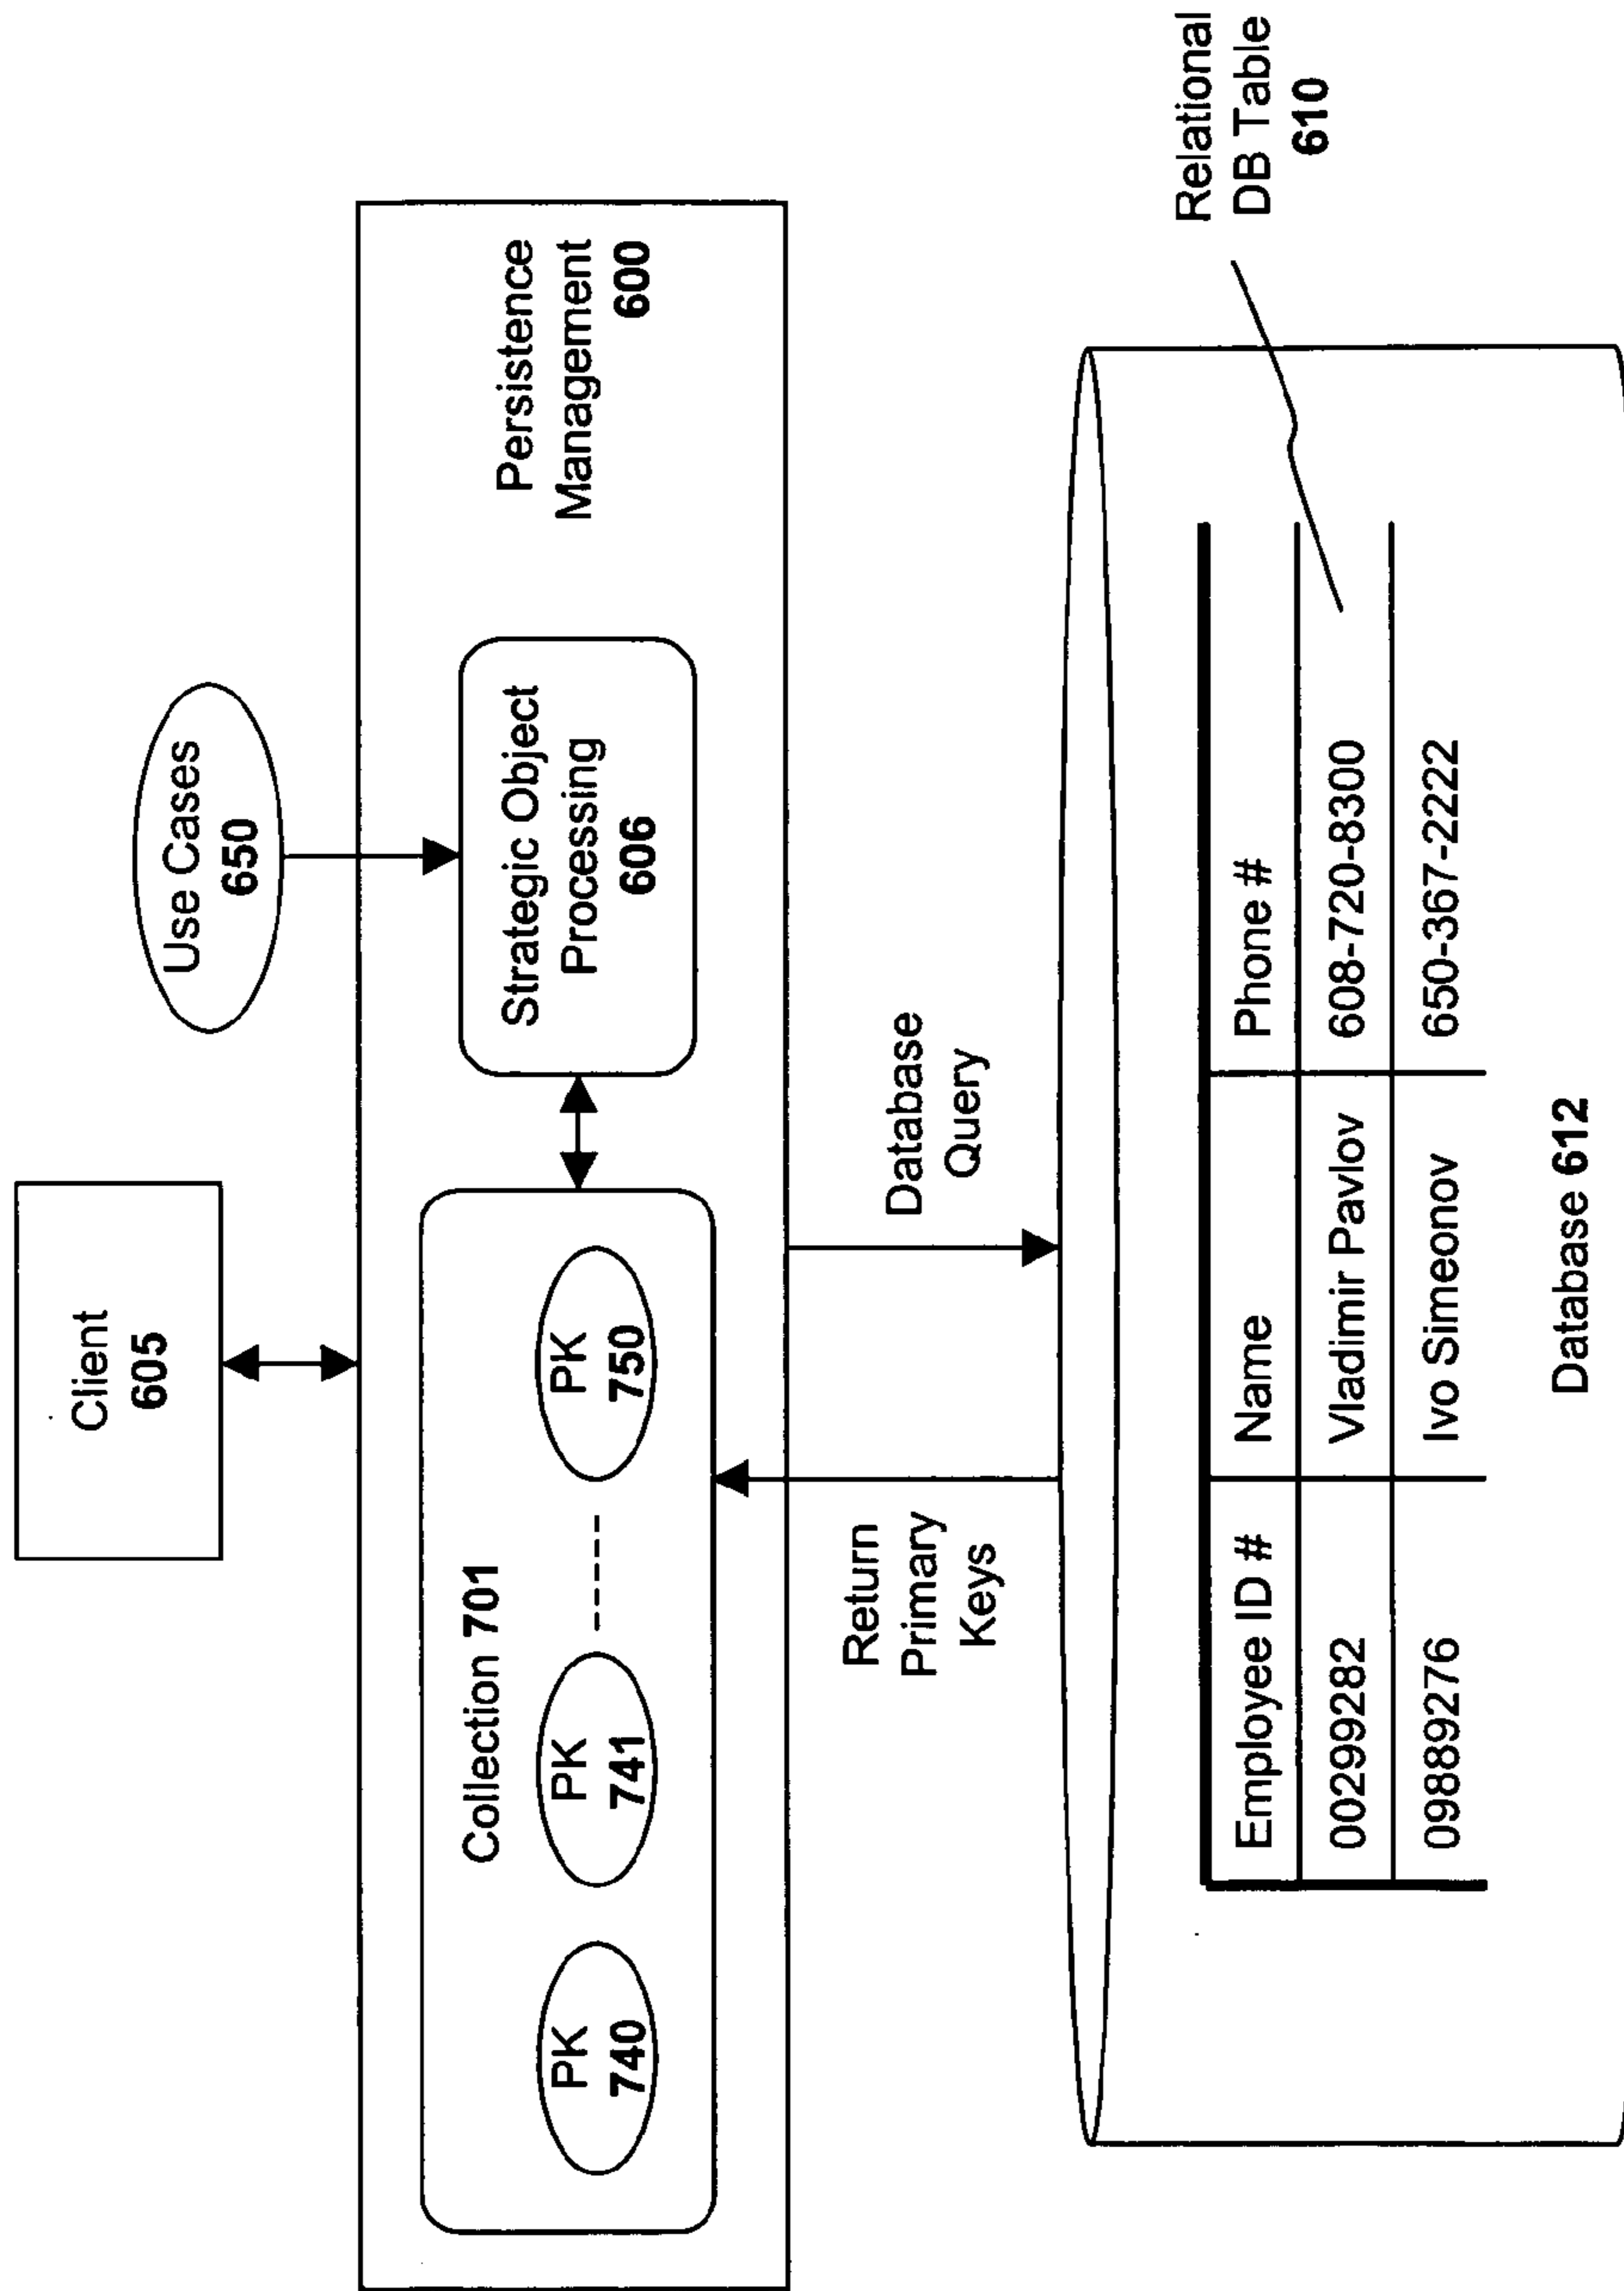 Client
605
Use Cases
650
Collection 701
PK
740
PK
741
PK
750
Strategic Object
Processing
606
Persistence
Management
600
Return
Primary
Keys
Database
Query
Relational
DB Table
610
Employee ID # Name Phone #
00299282 Vladimir Pavlov 608-720-8300
09889276 Ivo Simeonov 650-367-2222
Database 612